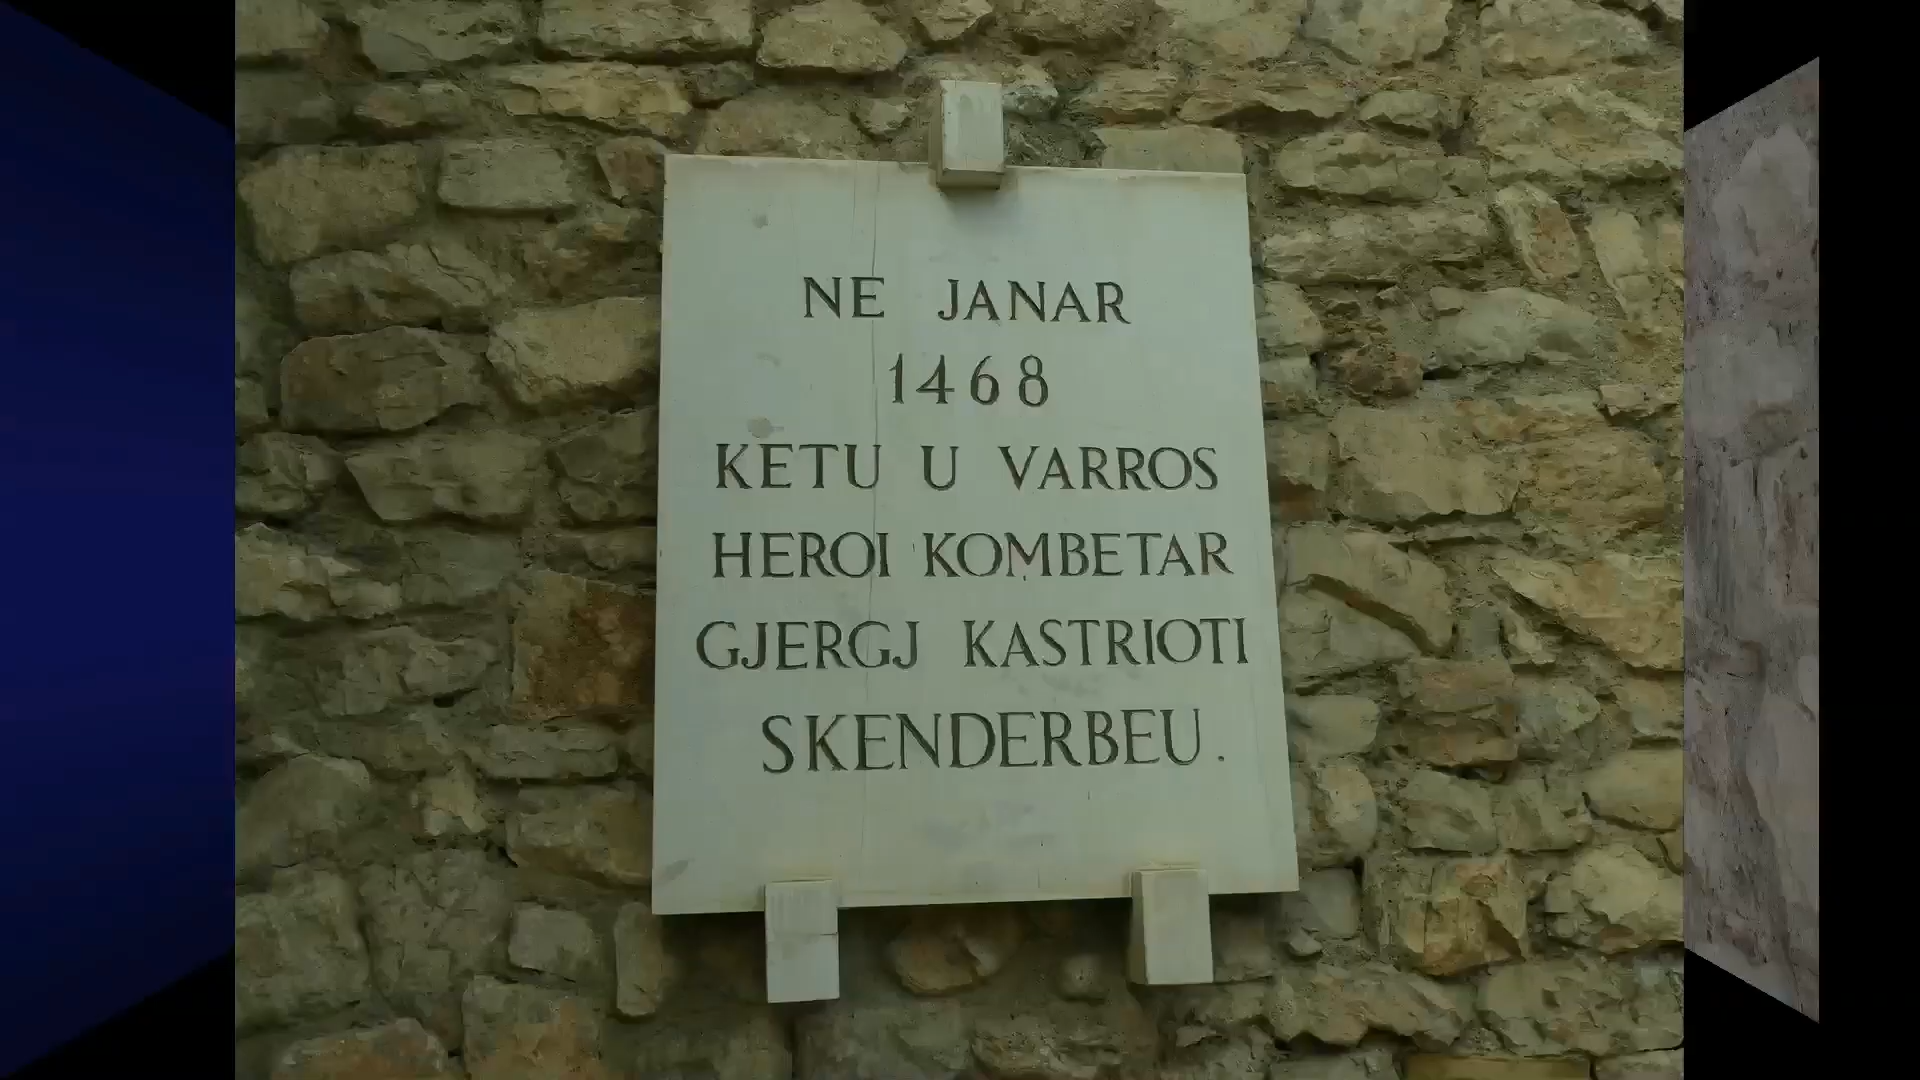 NE JANAR
1468
KETU U VARROS
HEROI KOMBETAR
GJERGJ KASTRIOTI
SKENDERBEU.